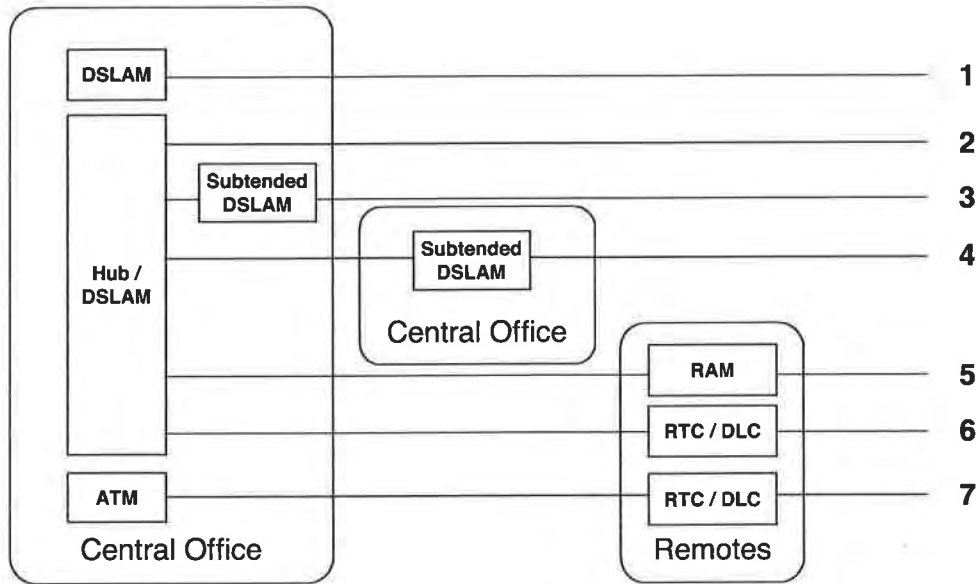 DSLAM
1
2
Subtended
DSLAM
3
Subtended
DSLAM
4
Hub /
DSLAM
Central Office
RAM
5
RTC / DLC
6
ATM
RTC / DLC
7
Central Office
Remotes